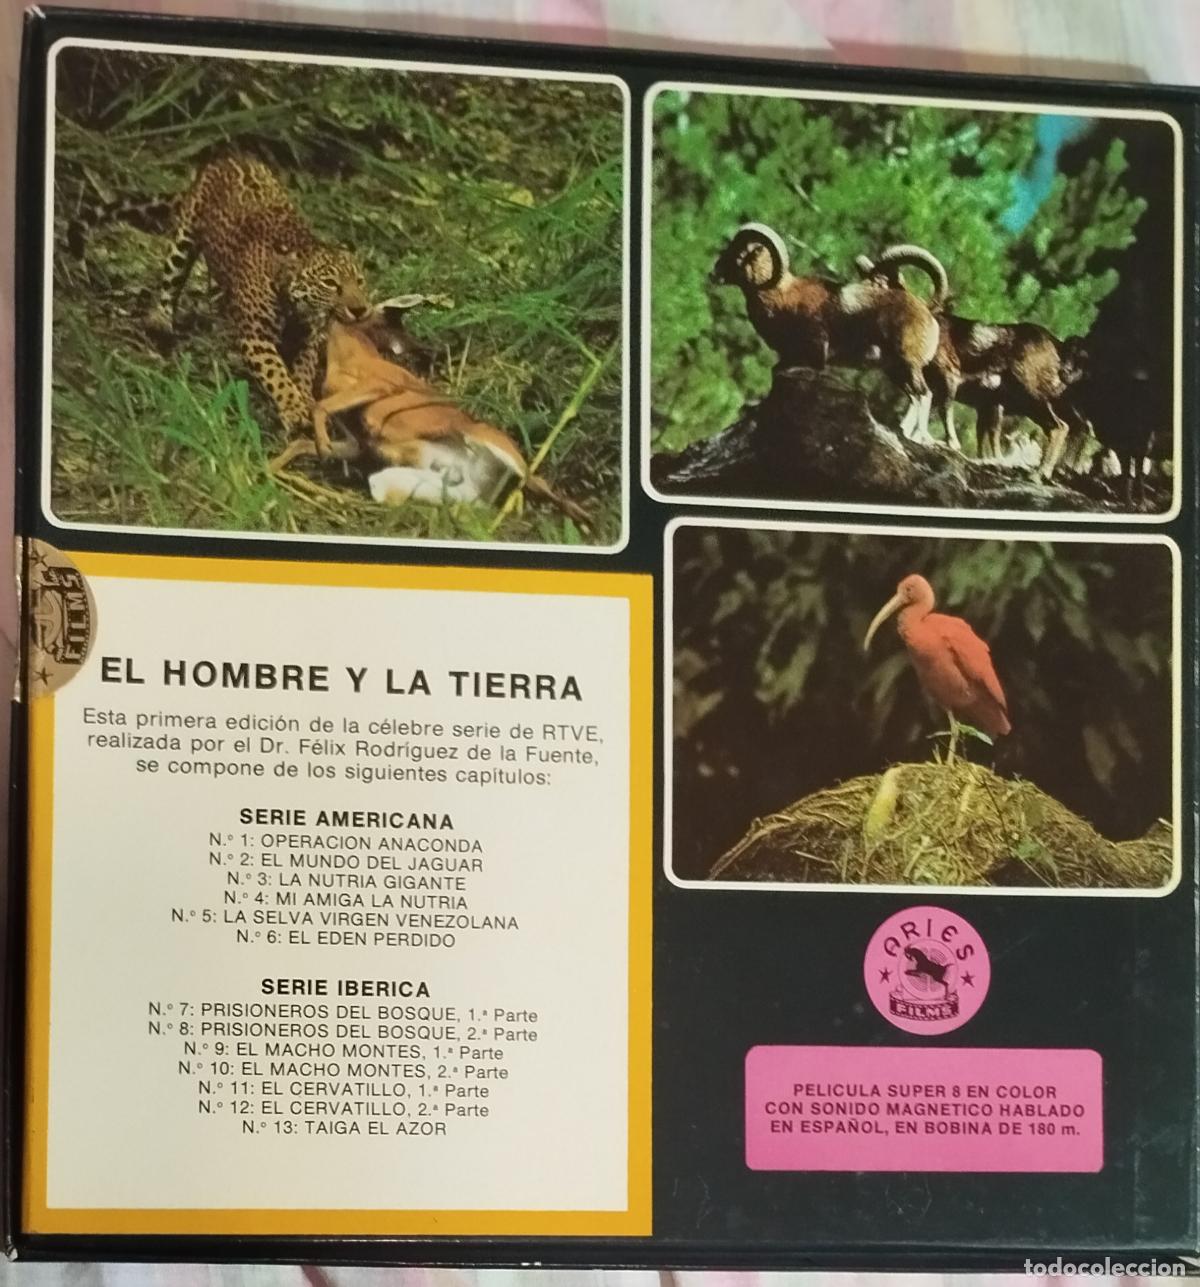 EL HOMBRE Y LA TIERRA
Esta primera edición de la célebre serie de RTVE,
realizada por el Dr. Félix Rodríguez de la Fuente,
se compone de los siguientes capítulos:
SERIE AMERICANA
N.º 1: OPERACION ANACONDA
N.º 2: EL MUNDO DEL JAGUAR
N.º 3: LA NUTRIA GIGANTE
N.º 4: MI AMIGA LA NUTRIA
N.º 5: LA SELVA VIRGEN VENEZOLANA
N.º 6: EL EDEN PERDIDO
SERIE IBERICA
N.º 7: PRISIONEROS DEL BOSQUE, 1.ª Parte
N.º 8: PRISIONEROS DEL BOSQUE, 2.ª Parte
N.º 9: EL MACHO MONTES, 1.ª Parte
N.º 10: EL MACHO MONTES, 2.ª Parte
N.º 11: EL CERVATILLO, 1.ª Parte
N.º 12: EL CERVATILLO, 2.ª Parte
N.º 13: TAIGA EL AZOR
FILMS
ARIES
FILMS
PELICULA SUPER 8 EN COLOR
CON SONIDO MAGNETICO HABLADO
EN ESPAÑOL, EN BOBINA DE 180 m.
todocoleccion